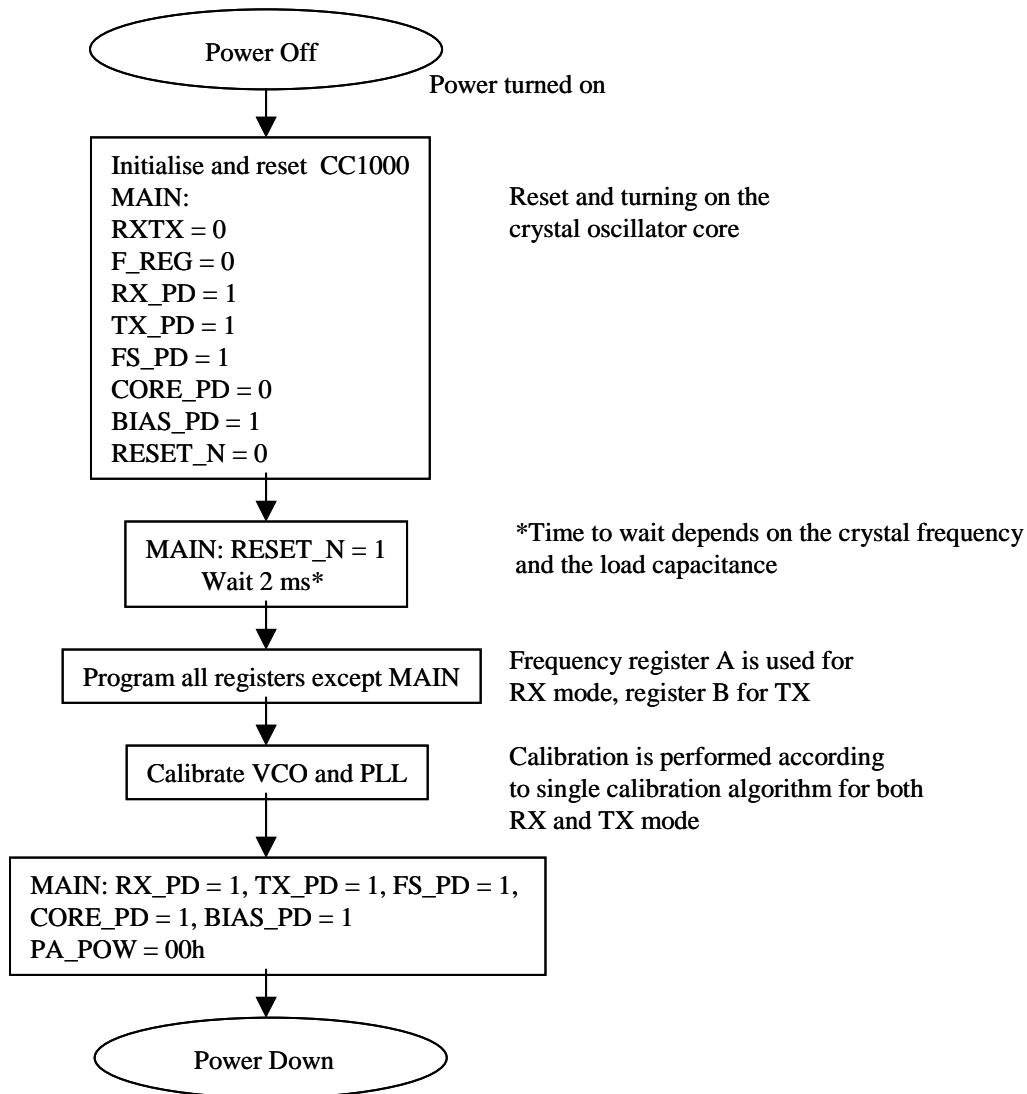 Power Off
Power turned on
Initialise and reset CC1000
MAIN:
RXTX = 0
F_REG = 0
RX_PD = 1
TX_PD = 1
FS_PD = 1
CORE_PD = 0
BIAS_PD = 1
RESET_N = 0
Reset and turning on the
crystal oscillator core
MAIN: RESET_N = 1
Wait 2 ms*
*Time to wait depends on the crystal frequency
and the load capacitance
Program all registers except MAIN
Frequency register A is used for
RX mode, register B for TX
Calibrate VCO and PLL
Calibration is performed according
to single calibration algorithm for both
RX and TX mode
MAIN: RX_PD = 1, TX_PD = 1, FS_PD = 1,
CORE_PD = 1, BIAS_PD = 1
PA_POW = 00h
Power Down